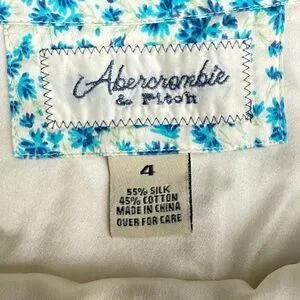 Abercrombie
& Fitch
4
55% SILK
45% COTTON
MADE IN CHINA
OVER FOR CARE